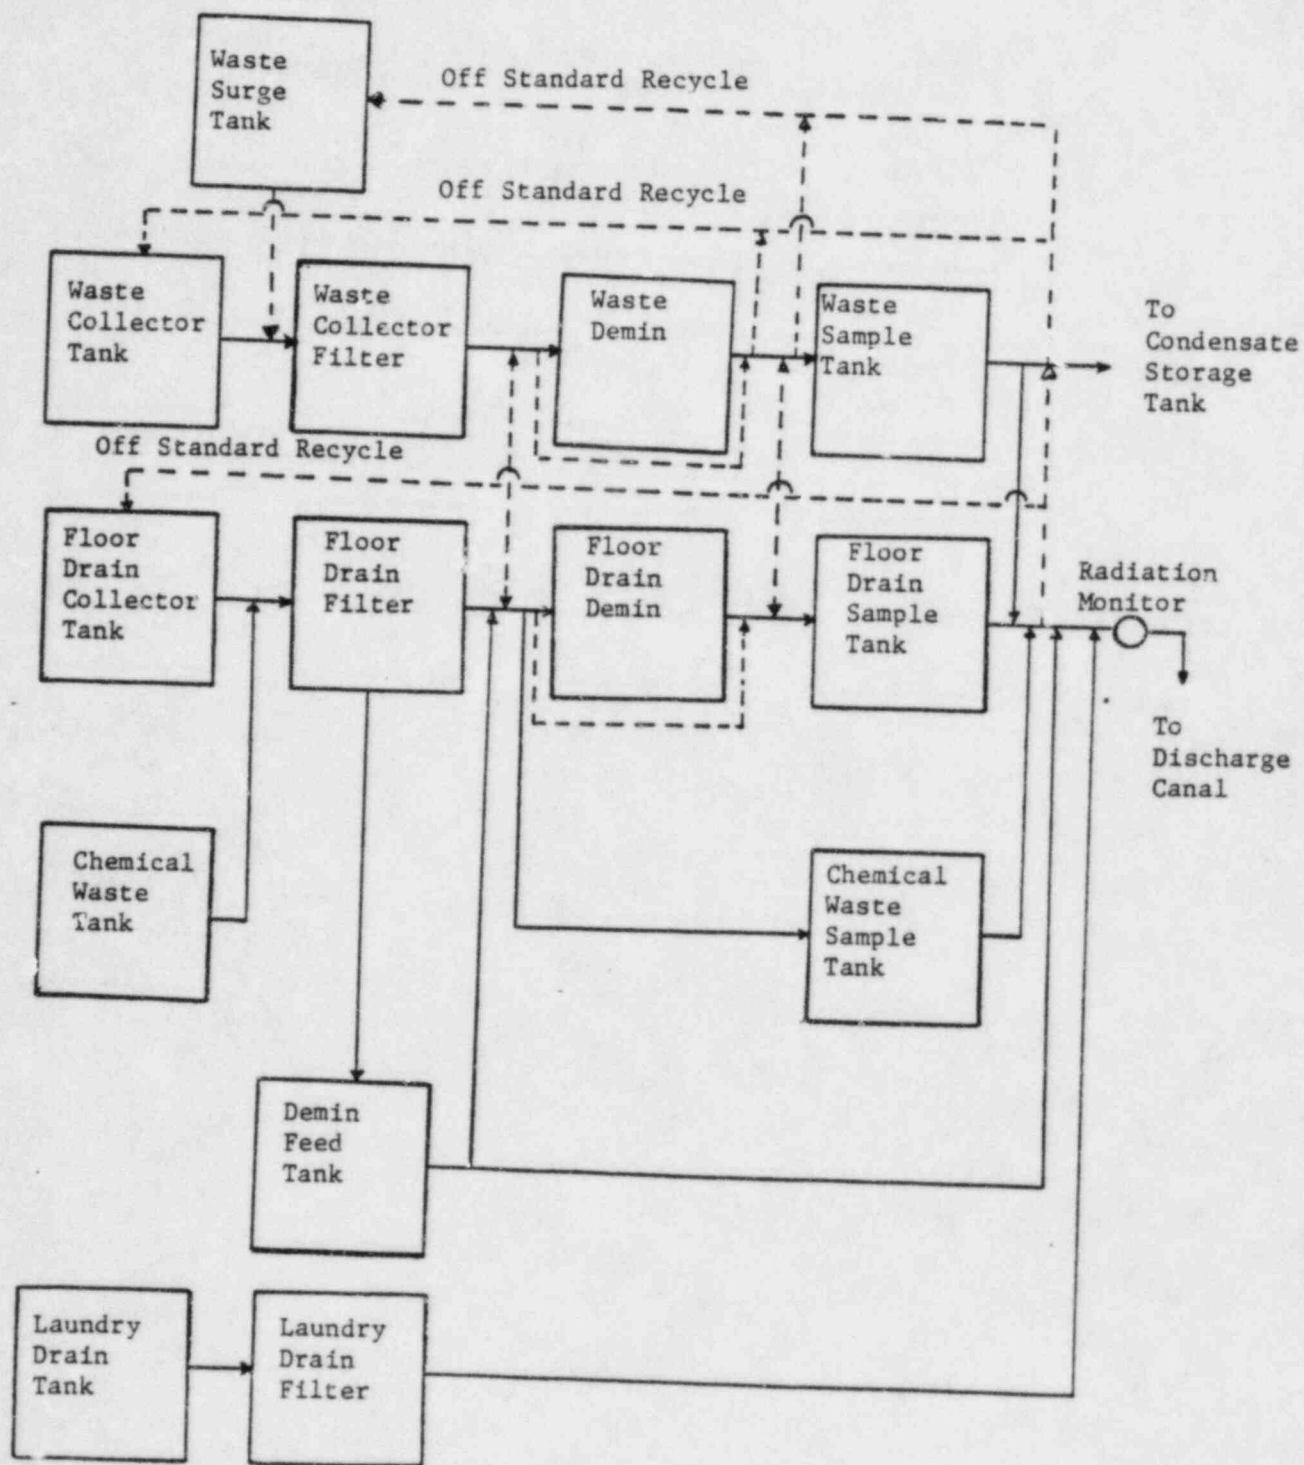 Waste
Surge
Tank
Off Standard Recycle
Off Standard Recycle
Waste
Collector
Tank
Waste
Collector
Filter
Waste
Demin
Waste
Sample
Tank
To
Condensate
Storage
Tank
Off Standard Recycle
Floor
Drain
Collector
Tank
Floor
Drain
Filter
Floor
Drain
Demin
Floor
Drain
Sample
Tank
Radiation
Monitor
To
Discharge
Canal
Chemical
Waste
Tank
Chemical
Waste
Sample
Tank
Demin
Feed
Tank
Laundry
Drain
Tank
Laundry
Drain
Filter